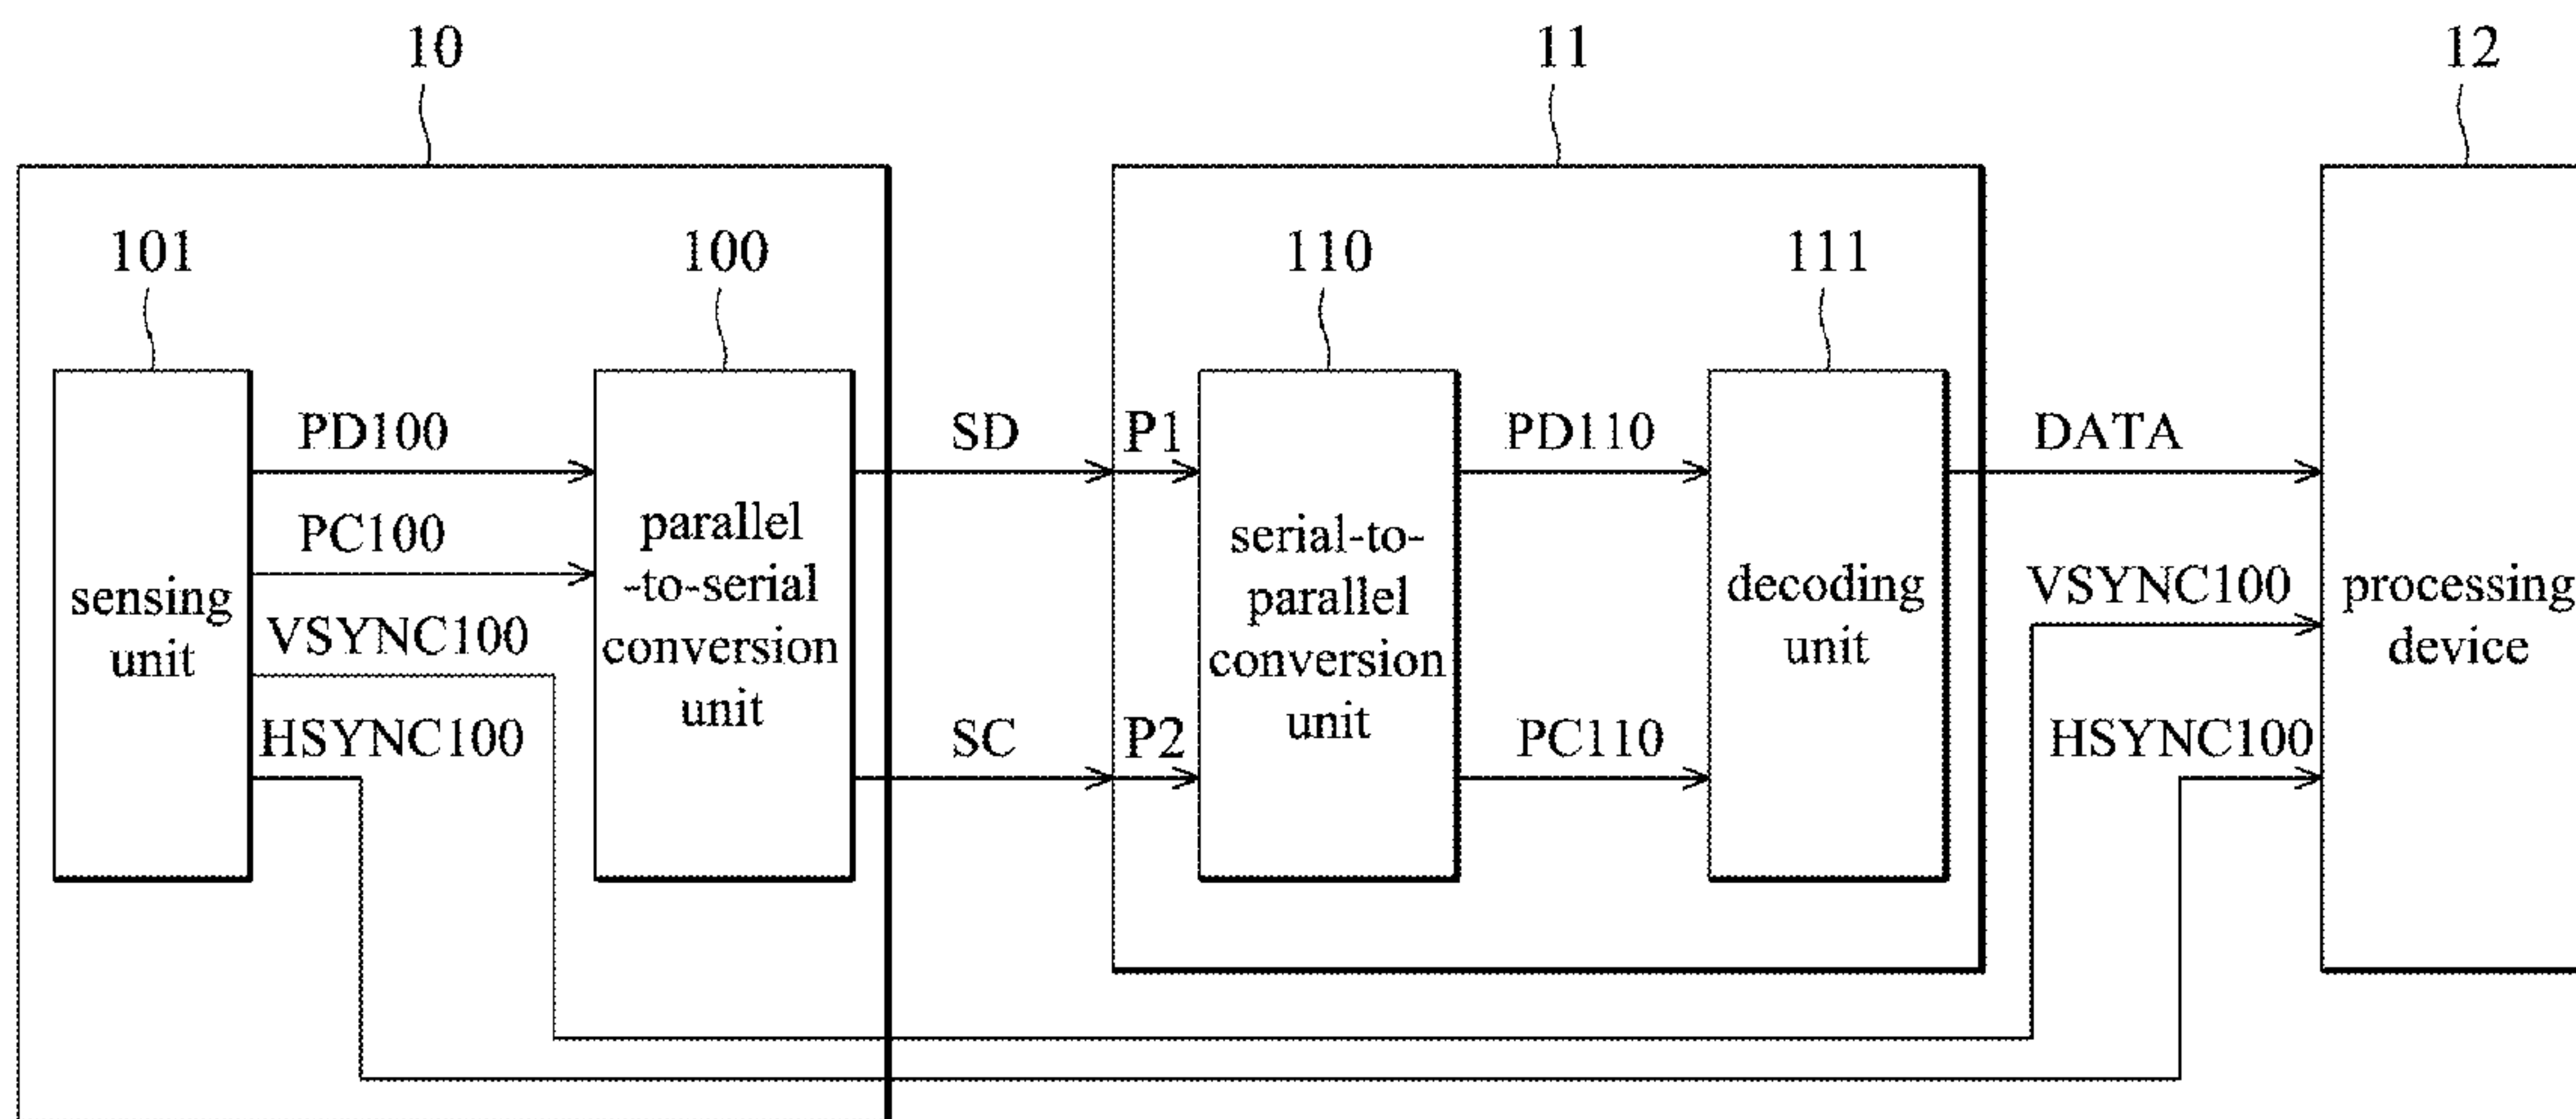 10
11
12
101
100
110
111
PD100
PC100
VSYNC100
HSYNC100
sensing
unit
parallel
-to-serial
conversion
unit
SD
SC
P1
P2
serial-to-
parallel
conversion
unit
PD110
PC110
decoding
unit
DATA
VSYNC100
HSYNC100
processing
device